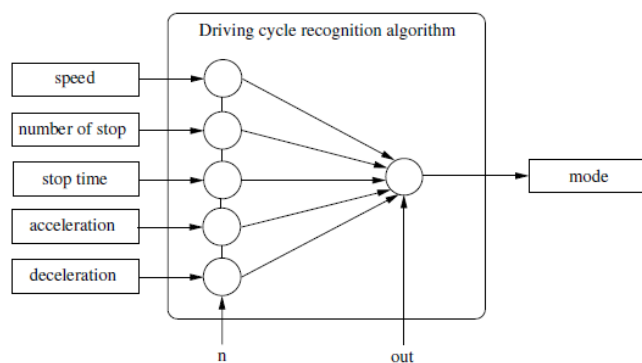 Driving cycle recognition algorithm
speed
number of stop
stop time
acceleration
deceleration
mode
n
out